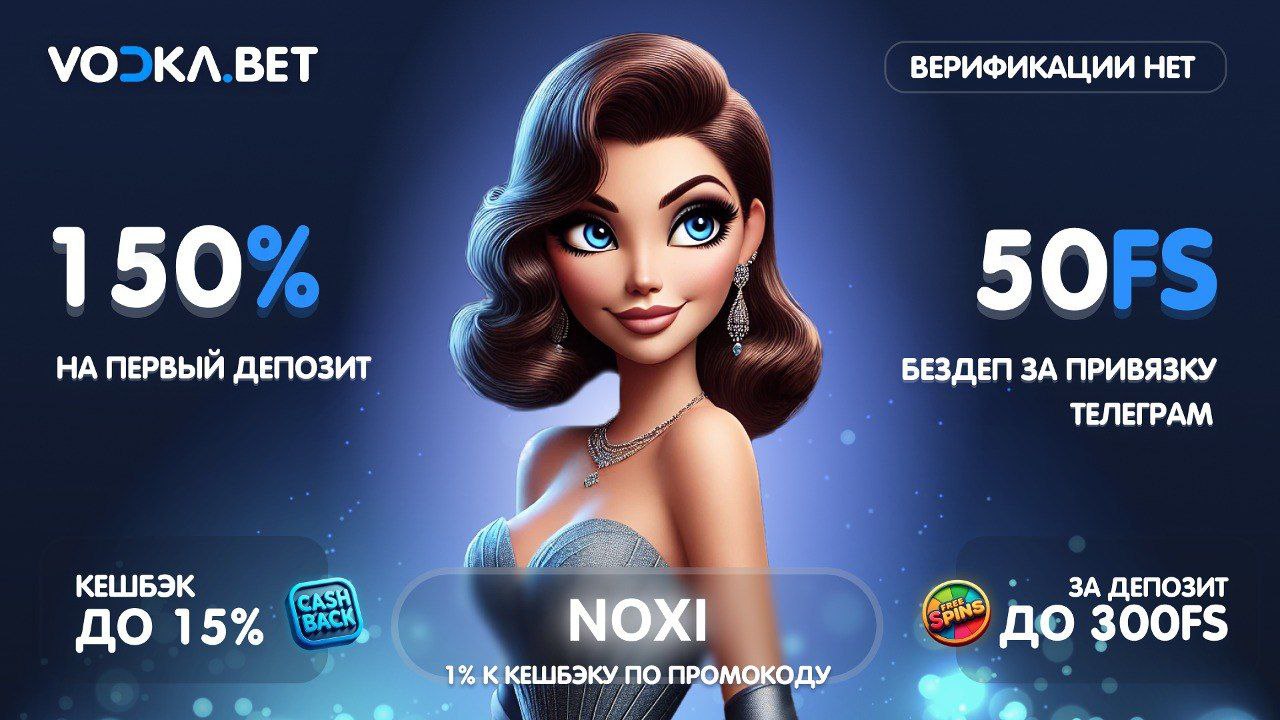 VODKA.BET
ВЕРИФИКАЦИИ НЕТ
150%
НА ПЕРВЫЙ ДЕПОЗИТ
50FS
БЕЗДЕП ЗА ПРИВЯЗКУ
ТЕЛЕГРАМ
КЕШБЭК
ДО 15%
CASH
BACK
NOXI
1% К КЕШБЭКУ ПО ПРОМОКОДУ
FREE
SPINS
ЗА ДЕПОЗИТ
ДО 300FS